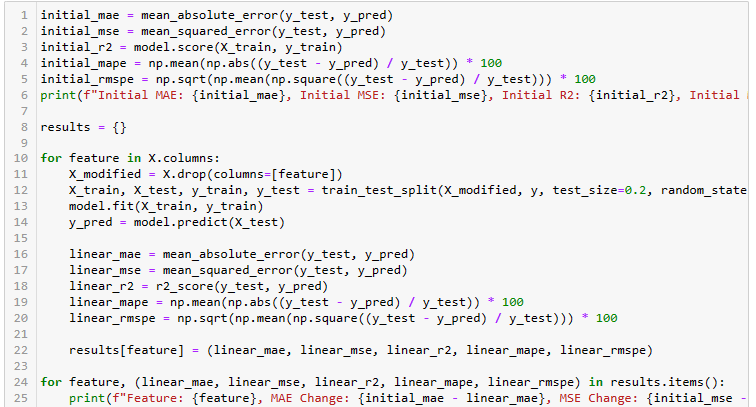 1 initial_mae = mean_absolute_error(y_test, y_pred)
2 initial_mse = mean_squared_error(y_test, y_pred)
3 initial_r2 = model.score(X_train, y_train)
4 initial_mape = np.mean(np.abs((y_test - y_pred) / y_test)) * 100
5 initial_rmspe = np.sqrt(np.mean(np.square((y_test - y_pred) / y_test))) * 100
6 print(f"Initial MAE: {initial_mae}, Initial MSE: {initial_mse}, Initial R2: {initial_r2}, Initial
7
8 results = {}
9
10 for feature in X.columns:
11     X_modified = X.drop(columns=[feature])
12     X_train, X_test, y_train, y_test = train_test_split(X_modified, y, test_size=0.2, random_state
13     model.fit(X_train, y_train)
14     y_pred = model.predict(X_test)
15
16     linear_mae = mean_absolute_error(y_test, y_pred)
17     linear_mse = mean_squared_error(y_test, y_pred)
18     linear_r2 = r2_score(y_test, y_pred)
19     linear_mape = np.mean(np.abs((y_test - y_pred) / y_test)) * 100
20     linear_rmspe = np.sqrt(np.mean(np.square((y_test - y_pred) / y_test))) * 100
21
22     results[feature] = (linear_mae, linear_mse, linear_r2, linear_mape, linear_rmspe)
23
24 for feature, (linear_mae, linear_mse, linear_r2, linear_mape, linear_rmspe) in results.items():
25     print(f"Feature: {feature}, MAE Change: {initial_mae - linear_mae}, MSE Change: {initial_mse -